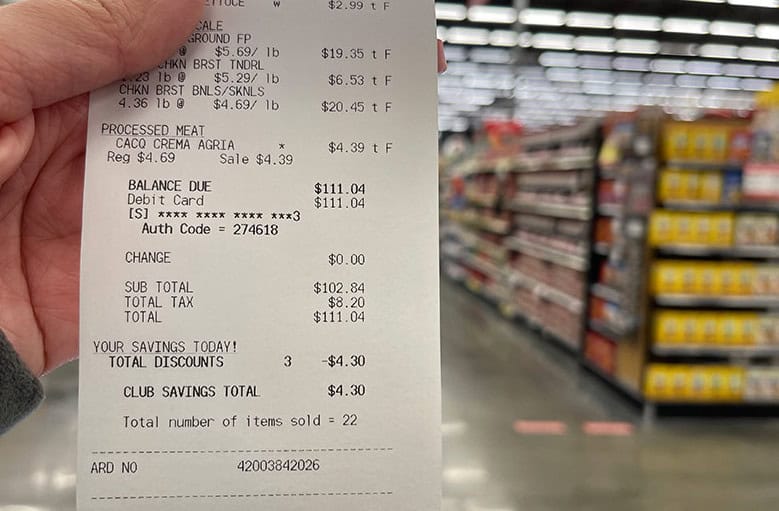 W $2.99 t F
GROUND FP
@ $5.69/ lb $19.35 t F
CHKN BRST TNDRL
23 lb @ $5.29/ lb $6.53 t F
CHKN BRST BNLS/SKNLS
4.36 lb @ $4.69/ lb $20.45 t F
PROCESSED MEAT
CACQ CREMA AGRIA * $4.39 t F
Reg $4.69 Sale $4.39
BALANCE DUE $111.04
Debit Card $111.04
[S] **** **** **** ***3
Auth Code = 274618
CHANGE $0.00
SUB TOTAL $102.84
TOTAL TAX $8.20
TOTAL $111.04
YOUR SAVINGS TODAY!
TOTAL DISCOUNTS 3 -$4.30
CLUB SAVINGS TOTAL $4.30
Total number of items sold = 22
ARD NO 42003842026